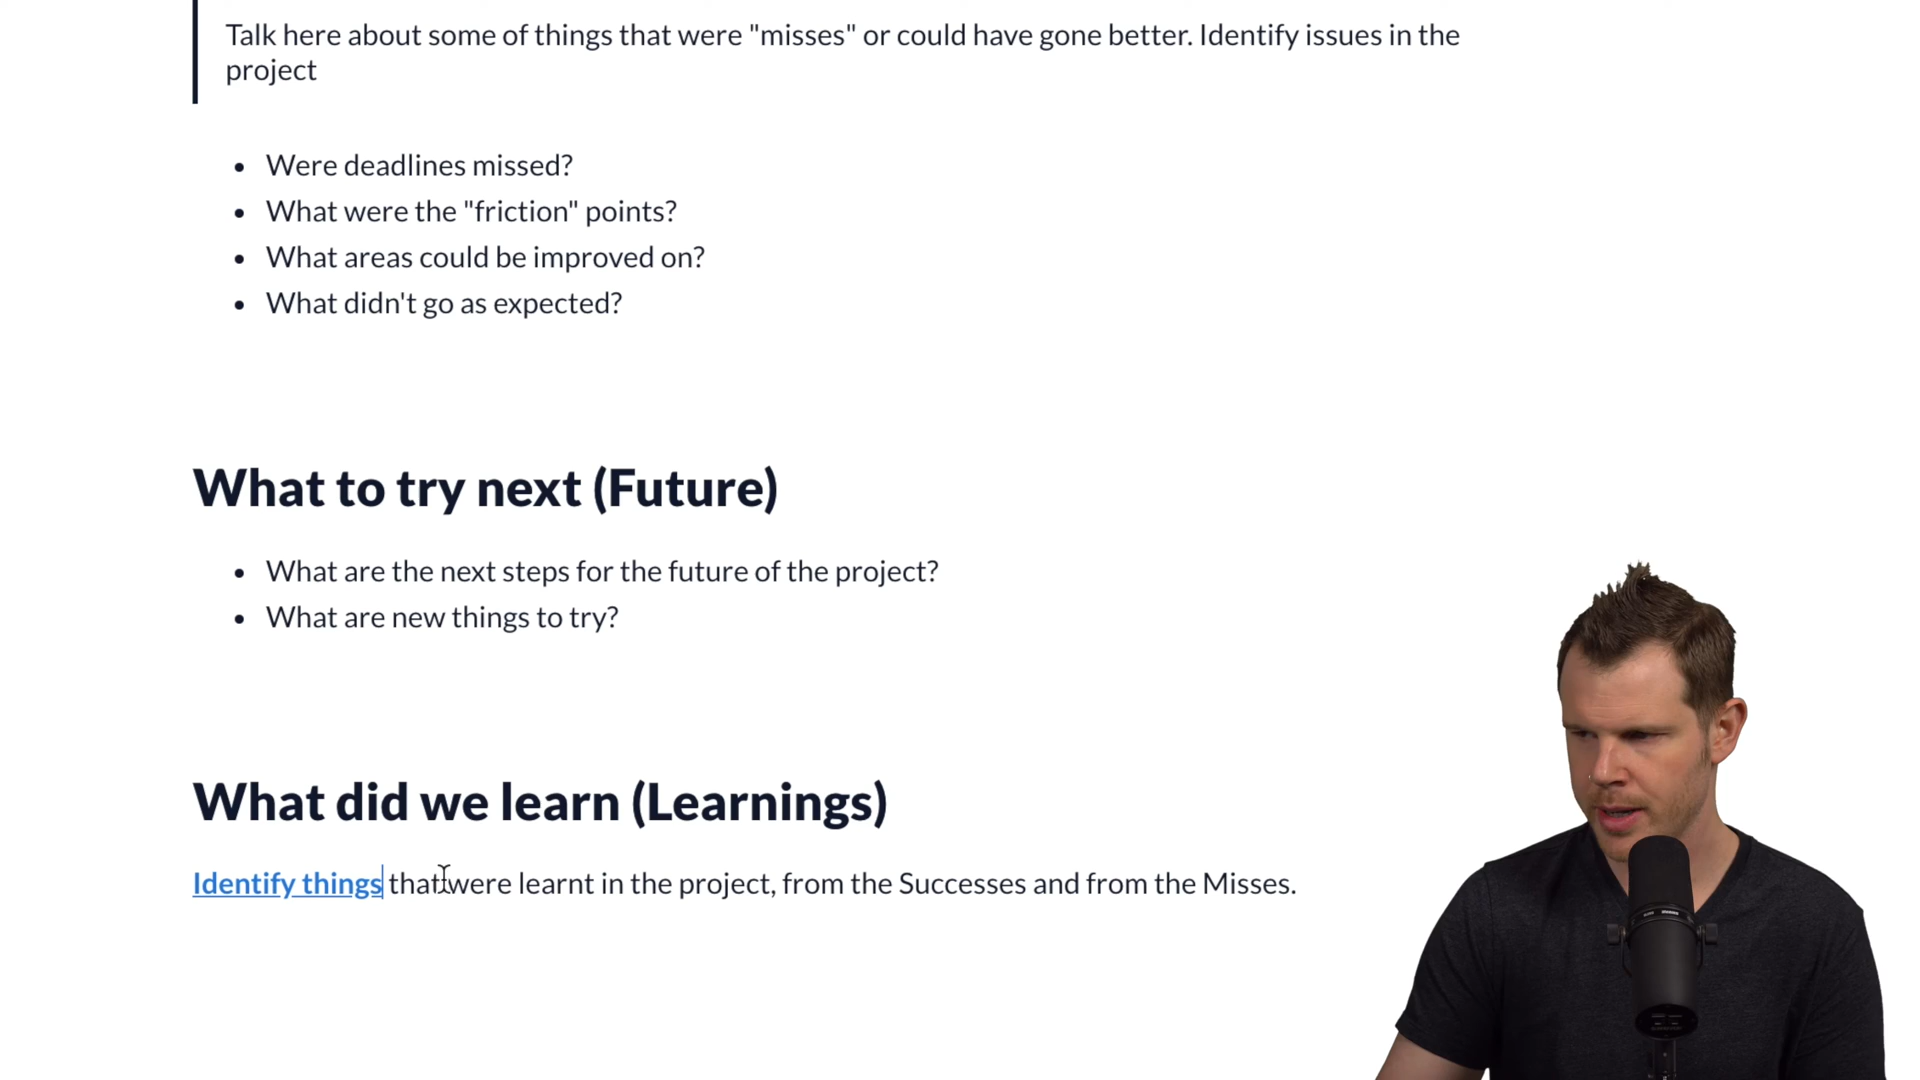 Talk here about some of things that were "misses" or could have gone better. Identify issues in the
project
Were deadlines missed?
What were the "friction" points?
What areas could be improved on?
What didn't go as expected?
What to try next (Future)
What are the next steps for the future of the project?
What are new things to try?
What did we learn (Learnings)
Identify things that were learnt in the project, from the Successes and from the Misses.